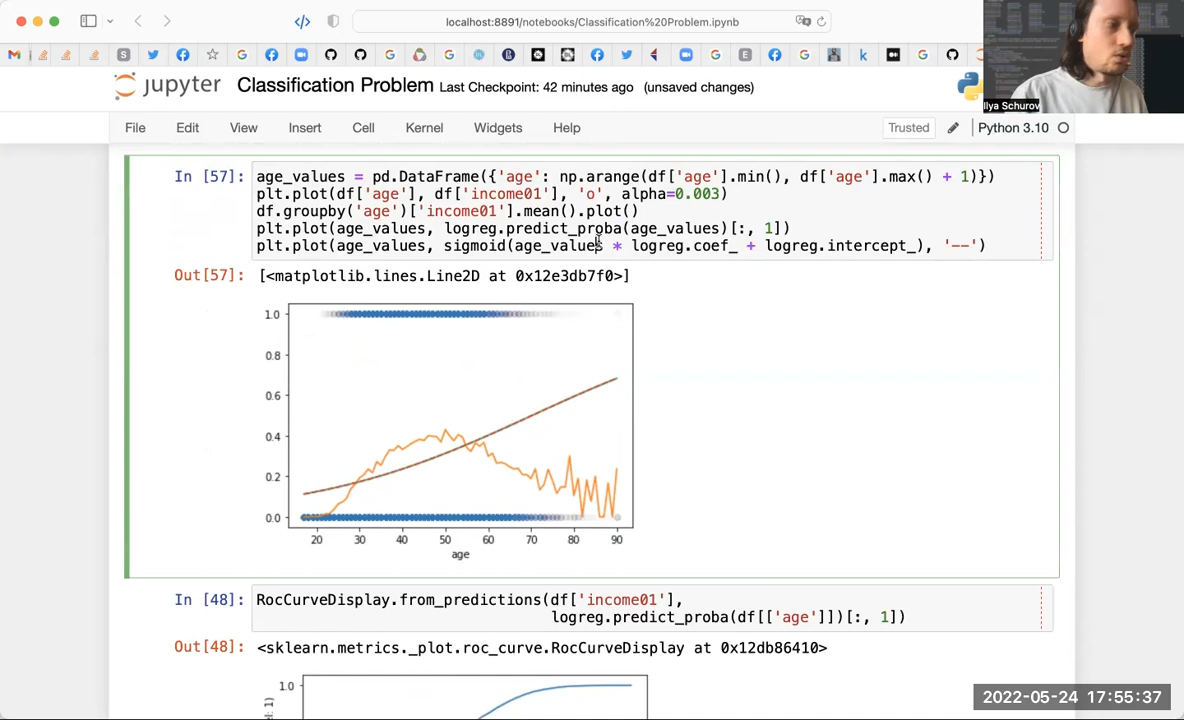 localhost:8891/notebooks/Classification%20Problem.ipynb
jupyter Classification Problem Last Checkpoint: 42 minutes ago (unsaved changes)
Ilya Schurov
File Edit View Insert Cell Kernel Widgets Help Trusted Python 3.10
In [57]: age_values = pd.DataFrame({'age': np.arange(df['age'].min(), df['age'].max() + 1)})
plt.plot(df['age'], df['income01'], 'o', alpha=0.003)
df.groupby('age')['income01'].mean().plot()
plt.plot(age_values, logreg.predict_proba(age_values)[:, 1])
plt.plot(age_values, sigmoid(age_values * logreg.coef_ + logreg.intercept_), '--')
Out[57]: [<matplotlib.lines.Line2D at 0x12e3db7f0>]
1.0
0.8
0.6
0.4
0.2
0.0
20 30 40 50 60 70 80 90
age
In [48]: RocCurveDisplay.from_predictions(df['income01'],
logreg.predict_proba(df[['age']])[:, 1])
Out[48]: <sklearn.metrics._plot.roc_curve.RocCurveDisplay at 0x12db86410>
1.0
2022-05-24 17:55:37